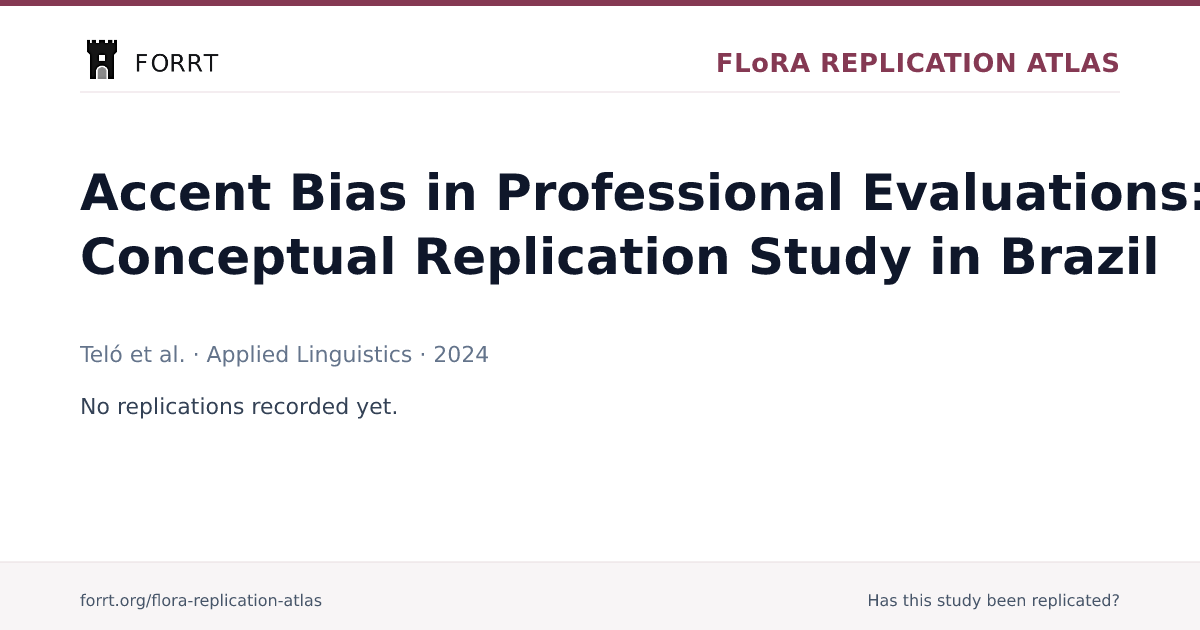 FORRT
FLoRA REPLICATION ATLAS
Accent Bias in Professional Evaluations:
Conceptual Replication Study in Brazil
Teló et al. · Applied Linguistics · 2024
No replications recorded yet.
forrt.org/flora-replication-atlas
Has this study been replicated?